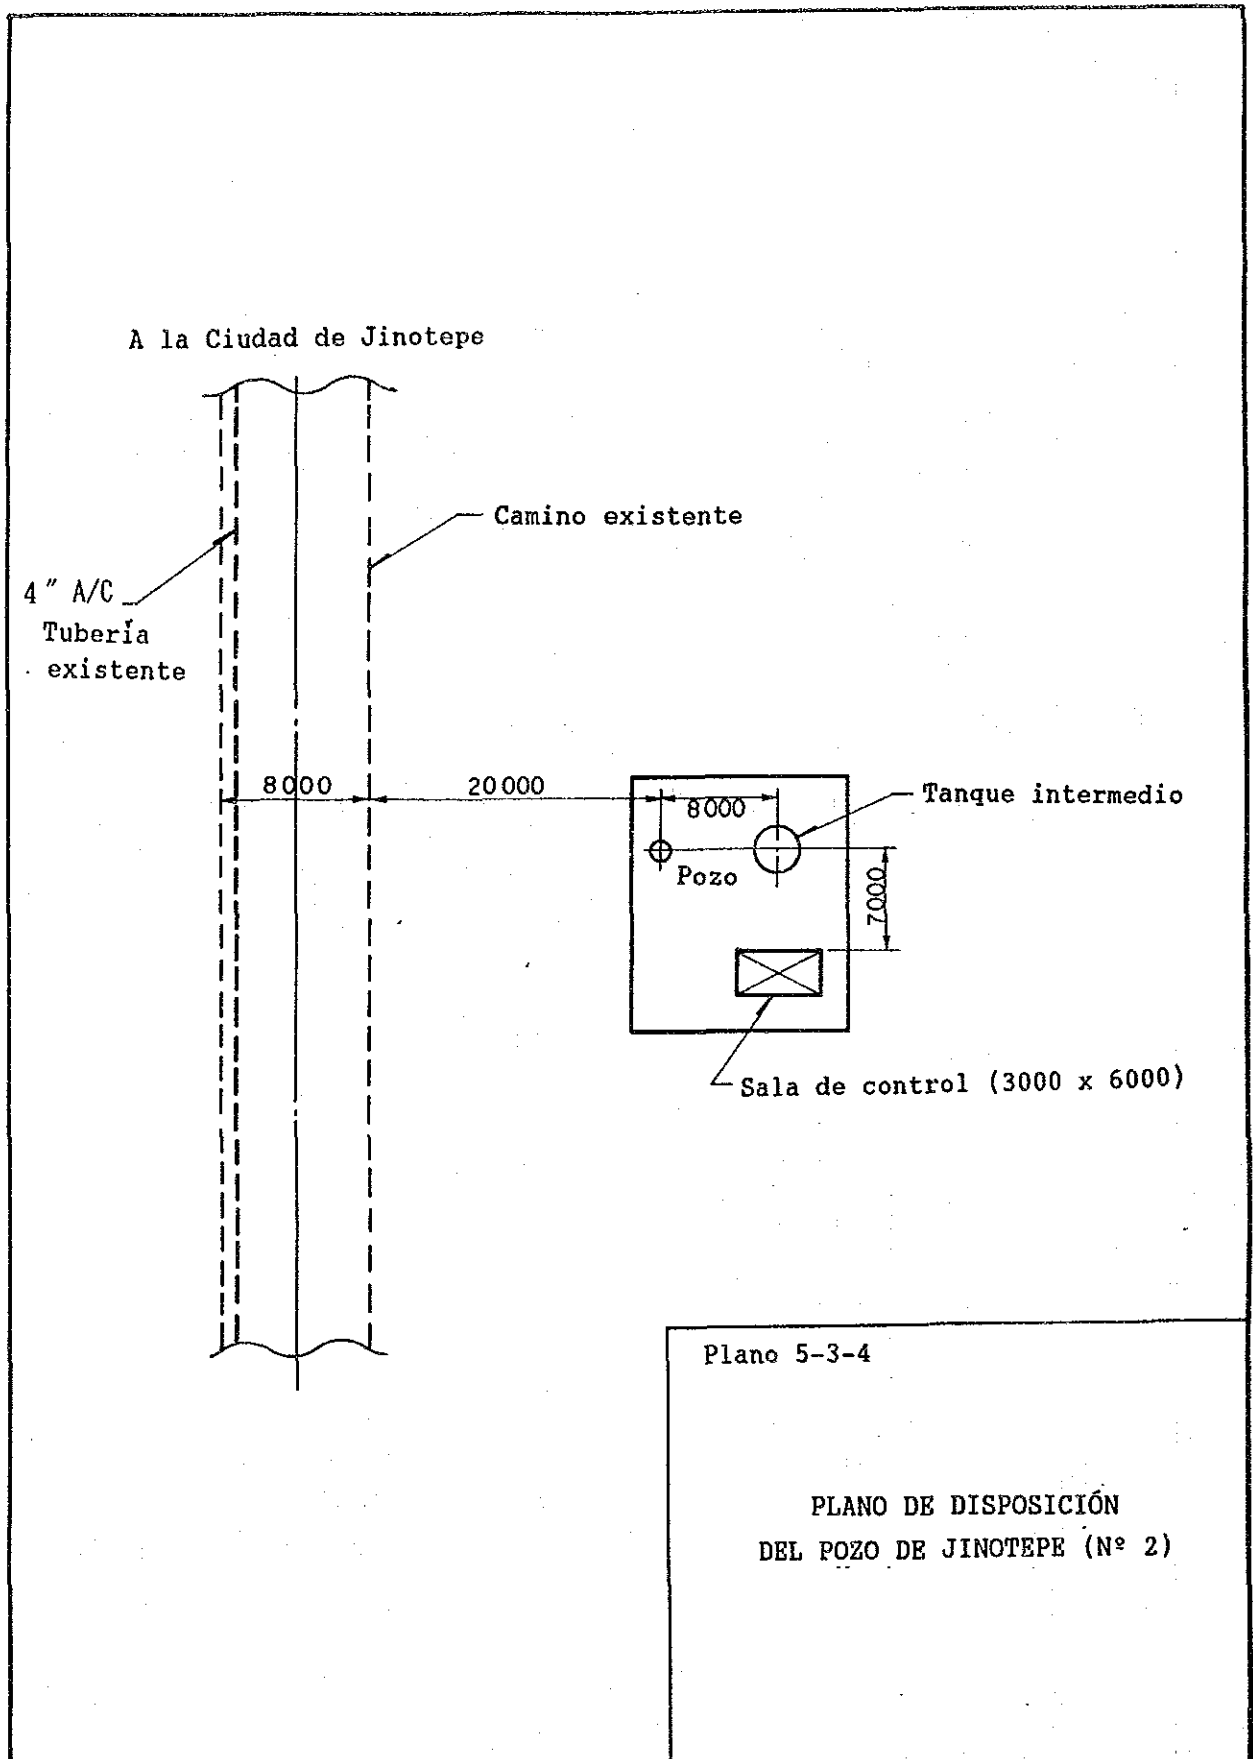 A la Ciudad de Jinotepe
Camino existente
4" A/C
Tubería
existente
8000
20000
8000
Tanque intermedio
Pozo
7000
Sala de control (3000 x 6000)
Plano 5-3-4
PLANO DE DISPOSICIÓN
DEL POZO DE JINOTEPE (Nº 2)